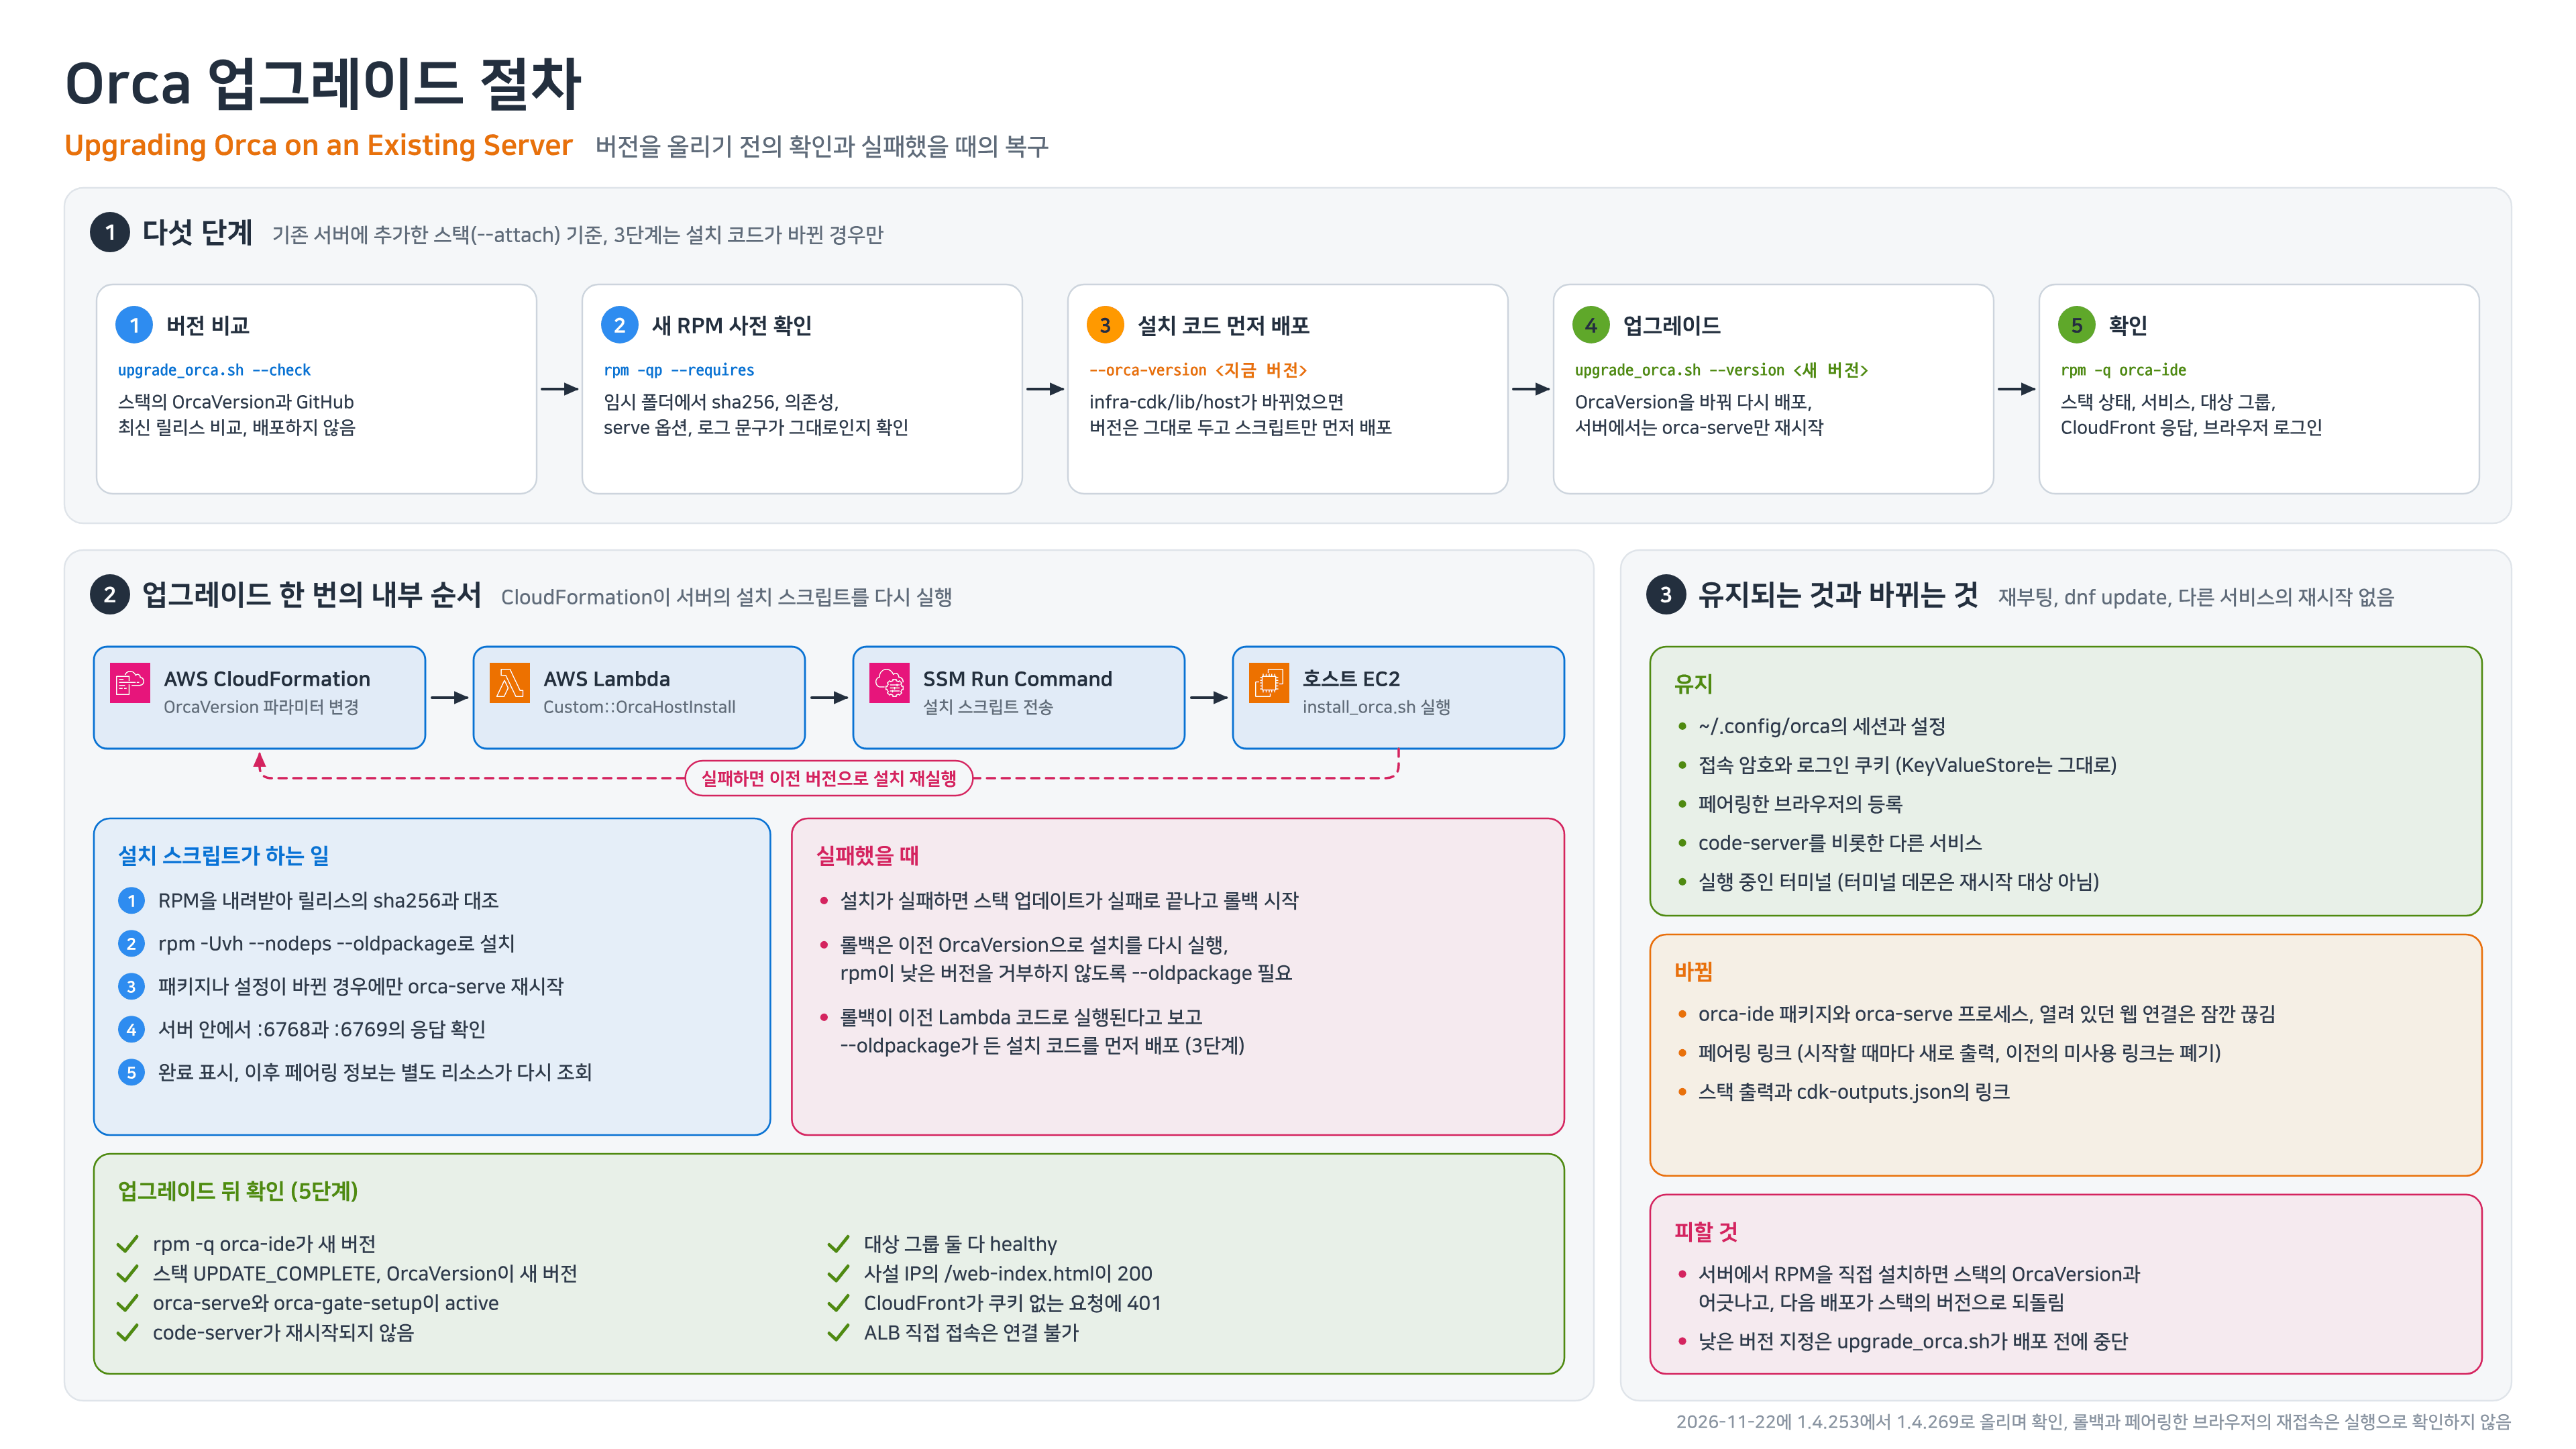 Orca 업그레이드 절차
Upgrading Orca on an Existing Server 버전을 올리기 전의 확인과 실패했을 때의 복구
1 다섯 단계 기존 서버에 추가한 스택(--attach) 기준, 3단계는 설치 코드가 바뀐 경우만
1 버전 비교
upgrade_orca.sh --check
스택의 OrcaVersion과 GitHub
최신 릴리스 비교, 배포하지 않음
2 새 RPM 사전 확인
rpm -qp --requires
임시 폴더에서 sha256, 의존성,
serve 옵션, 로그 문구가 그대로인지 확인
3 설치 코드 먼저 배포
--orca-version <지금 버전>
infra-cdk/lib/host가 바뀌었으면
버전은 그대로 두고 스크립트만 먼저 배포
4 업그레이드
upgrade_orca.sh --version <새 버전>
OrcaVersion을 바꿔 다시 배포,
서버에서는 orca-serve만 재시작
5 확인
rpm -q orca-ide
스택 상태, 서비스, 대상 그룹,
CloudFront 응답, 브라우저 로그인
2 업그레이드 한 번의 내부 순서 CloudFormation이 서버의 설치 스크립트를 다시 실행
AWS CloudFormation
OrcaVersion 파라미터 변경
AWS Lambda
Custom::OrcaHostInstall
SSM Run Command
설치 스크립트 전송
호스트 EC2
install_orca.sh 실행
실패하면 이전 버전으로 설치 재실행
설치 스크립트가 하는 일
1 RPM을 내려받아 릴리스의 sha256과 대조
2 rpm -Uvh --nodeps --oldpackage로 설치
3 패키지나 설정이 바뀐 경우에만 orca-serve 재시작
4 서버 안에서 :6768과 :6769의 응답 확인
5 완료 표시, 이후 페어링 정보는 별도 리소스가 다시 조회
실패했을 때
• 설치가 실패하면 스택 업데이트가 실패로 끝나고 롤백 시작
• 롤백은 이전 OrcaVersion으로 설치를 다시 실행,
rpm이 낮은 버전을 거부하지 않도록 --oldpackage 필요
• 롤백이 이전 Lambda 코드로 실행된다고 보고
--oldpackage가 든 설치 코드를 먼저 배포 (3단계)
업그레이드 뒤 확인 (5단계)
rpm -q orca-ide가 새 버전
스택 UPDATE_COMPLETE, OrcaVersion이 새 버전
orca-serve와 orca-gate-setup이 active
code-server가 재시작되지 않음
대상 그룹 둘 다 healthy
사설 IP의 /web-index.html이 200
CloudFront가 쿠키 없는 요청에 401
ALB 직접 접속은 연결 불가
3 유지되는 것과 바뀌는 것 재부팅, dnf update, 다른 서비스의 재시작 없음
유지
• ~/.config/orca의 세션과 설정
• 접속 암호와 로그인 쿠키 (KeyValueStore는 그대로)
• 페어링한 브라우저의 등록
• code-server를 비롯한 다른 서비스
• 실행 중인 터미널 (터미널 데몬은 재시작 대상 아님)
바뀜
• orca-ide 패키지와 orca-serve 프로세스, 열려 있던 웹 연결은 잠깐 끊김
• 페어링 링크 (시작할 때마다 새로 출력, 이전의 미사용 링크는 폐기)
• 스택 출력과 cdk-outputs.json의 링크
피할 것
• 서버에서 RPM을 직접 설치하면 스택의 OrcaVersion과
어긋나고, 다음 배포가 스택의 버전으로 되돌림
• 낮은 버전 지정은 upgrade_orca.sh가 배포 전에 중단
2026-11-22에 1.4.253에서 1.4.269로 올리며 확인, 롤백과 페어링한 브라우저의 재접속은 실행으로 확인하지 않음